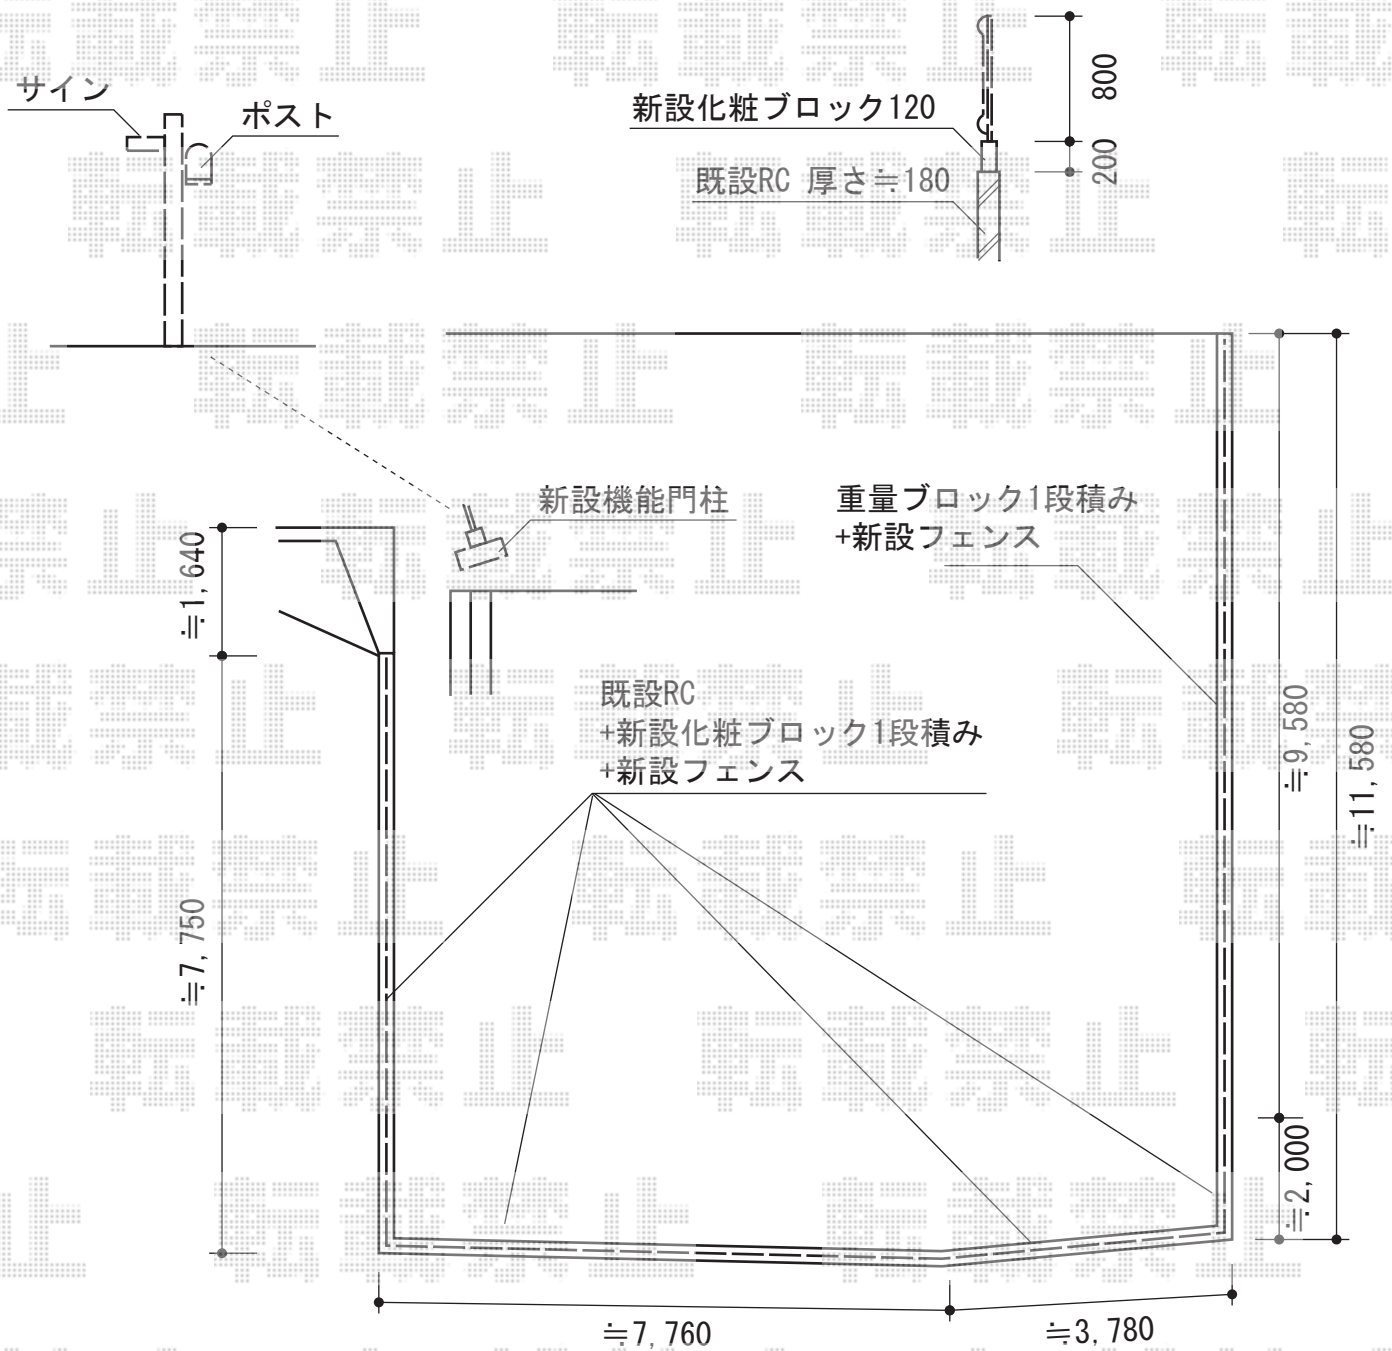 サイン
ポスト
新設化粧ブロック120
既設RC 厚さ≒180
800
200
新設機能門柱
重量ブロック1段積み
+新設フェンス
≒1,640
既設RC
+新設化粧ブロック1段積み
+新設フェンス
≒9,580
≒11,580
≒7,750
≒2,000
≒7,760
≒3,780
転載禁止